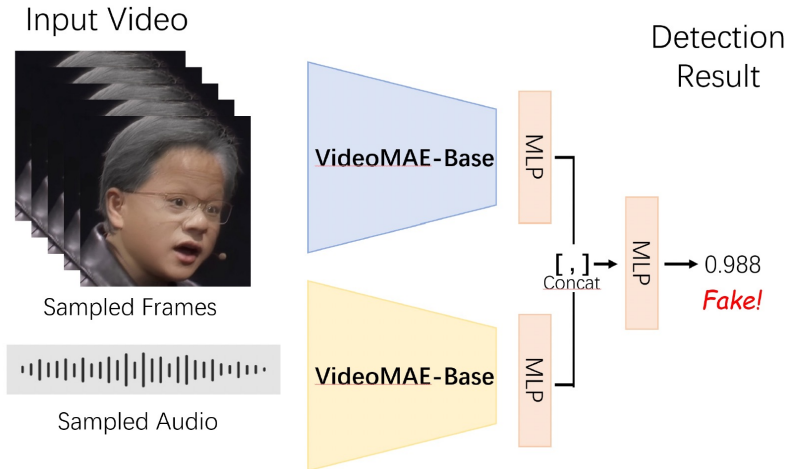 Input Video
Detection
Result
VideoMAE-Base
MLP
Sampled Frames
[ , ]
Concat
MLP
0.988
Fake!
Sampled Audio
VideoMAE-Base
MLP